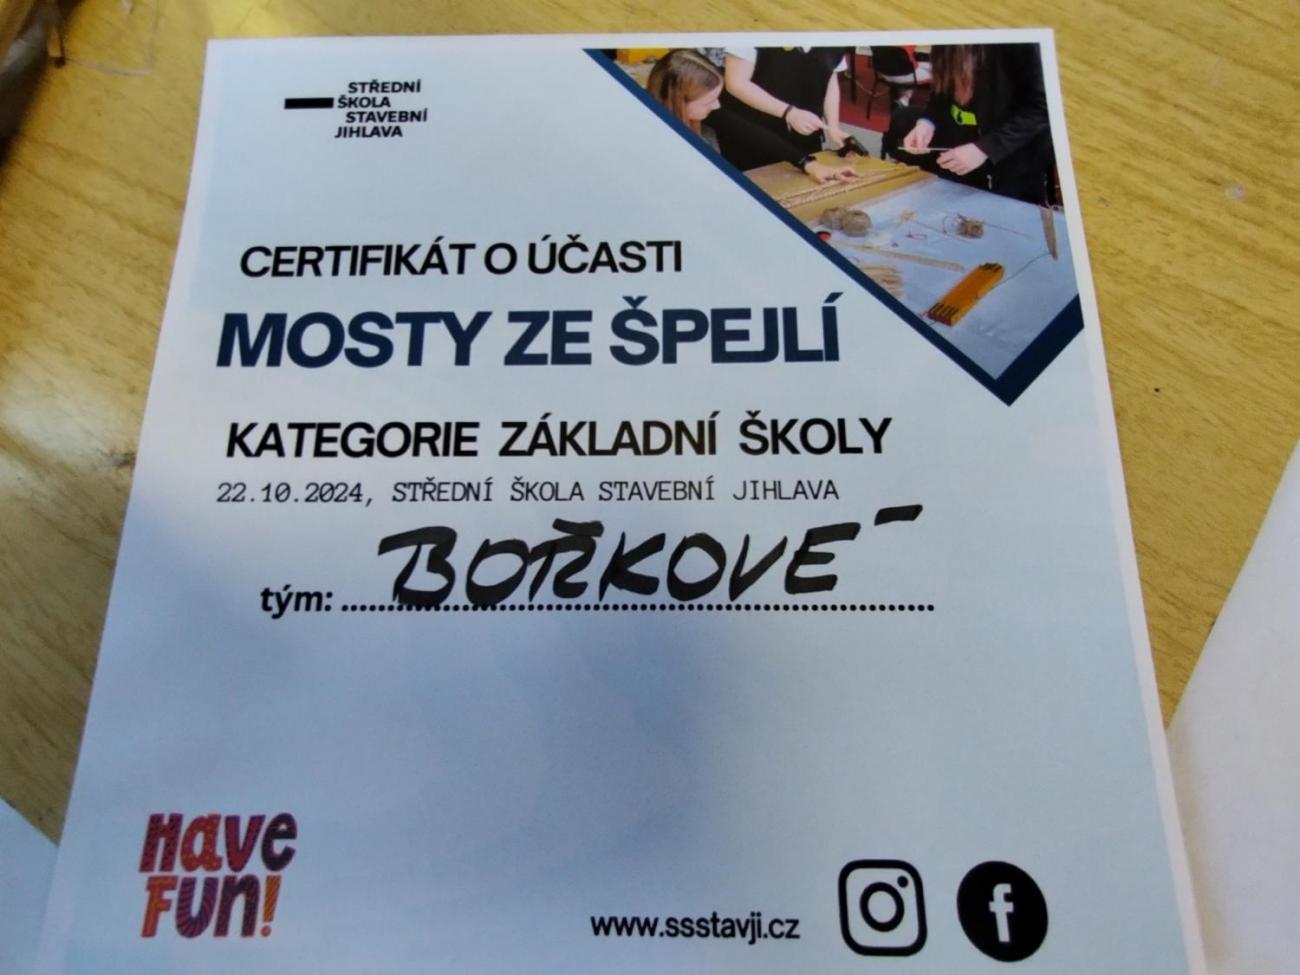 STŘEDNÍ
ŠKOLA
STAVEBNÍ
JIHLAVA
CERTIFIKÁT O ÚČASTI
MOSTY ZE ŠPEJLÍ
KATEGORIE ZÁKLADNÍ ŠKOLY
22.10.2024, STŘEDNÍ ŠKOLA STAVEBNÍ JIHLAVA
tým: BOŘKOVÉ
Have
Fun!
www.ssstavji.cz